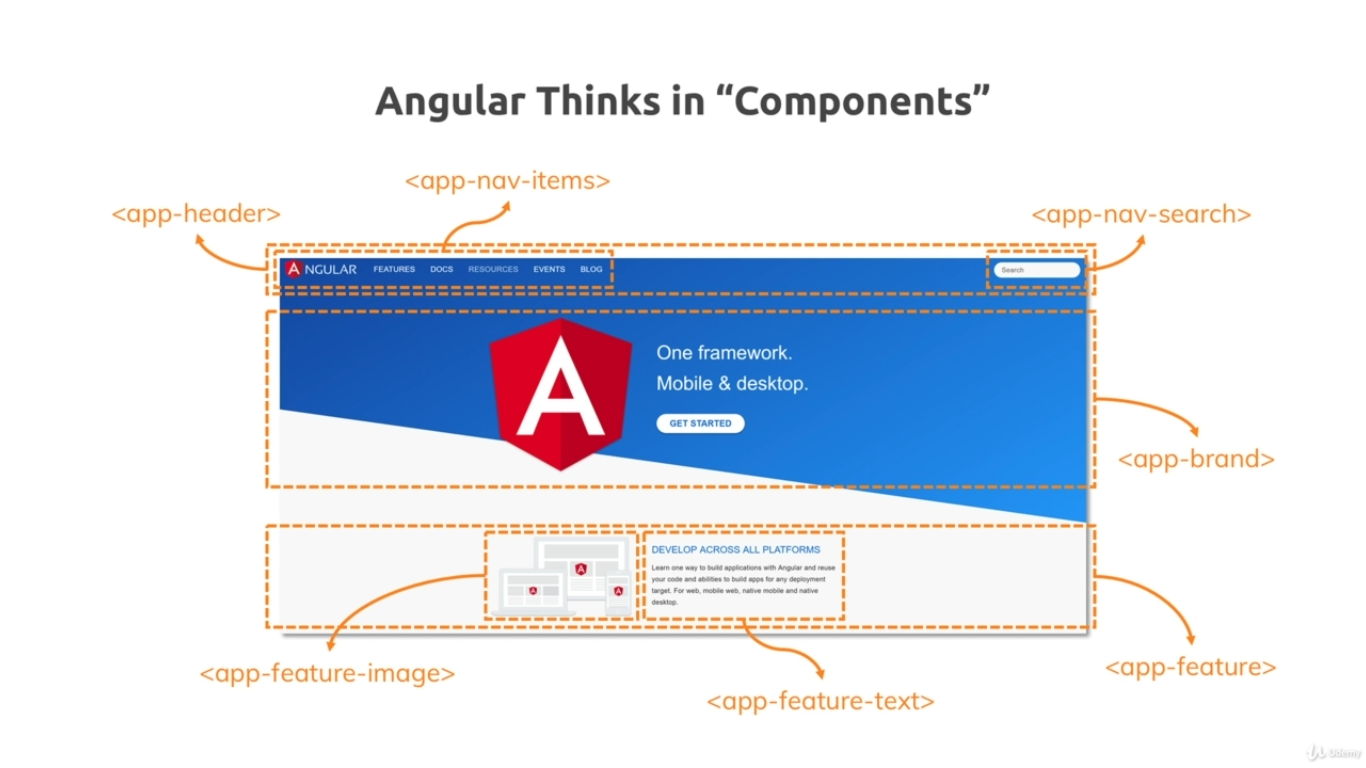 Angular Thinks in “Components”
<app-nav-items>
<app-header>
<app-nav-search>
ANGULAR FEATURES DOCS RESOURCES EVENTS BLOG
Search
One framework.
Mobile & desktop.
GET STARTED
<app-brand>
DEVELOP ACROSS ALL PLATFORMS
Learn one way to build applications with Angular and reuse
your code and abilities to build apps for any deployment
target. For web, mobile web, native mobile and native
desktop.
<app-feature-image>
<app-feature-text>
<app-feature>
Udemy